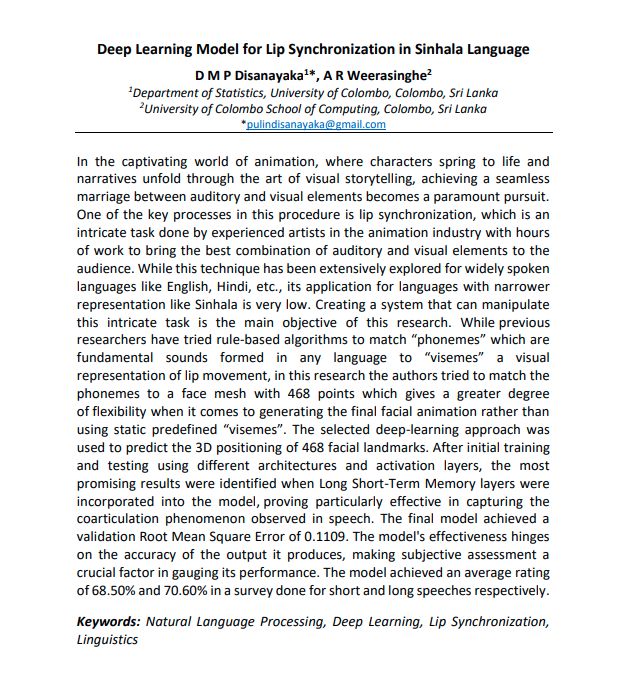 Deep Learning Model for Lip Synchronization in Sinhala Language
D M P Disanayaka¹*, A R Weerasinghe²
¹Department of Statistics, University of Colombo, Colombo, Sri Lanka
²University of Colombo School of Computing, Colombo, Sri Lanka
*pulindisanayaka@gmail.com
In the captivating world of animation, where characters spring to life and
narratives unfold through the art of visual storytelling, achieving a seamless
marriage between auditory and visual elements becomes a paramount pursuit.
One of the key processes in this procedure is lip synchronization, which is an
intricate task done by experienced artists in the animation industry with hours
of work to bring the best combination of auditory and visual elements to the
audience. While this technique has been extensively explored for widely spoken
languages like English, Hindi, etc., its application for languages with narrower
representation like Sinhala is very low. Creating a system that can manipulate
this intricate task is the main objective of this research. While previous
researchers have tried rule-based algorithms to match “phonemes” which are
fundamental sounds formed in any language to “visemes” a visual
representation of lip movement, in this research the authors tried to match the
phonemes to a face mesh with 468 points which gives a greater degree
of flexibility when it comes to generating the final facial animation rather than
using static predefined “visemes”. The selected deep-learning approach was
used to predict the 3D positioning of 468 facial landmarks. After initial training
and testing using different architectures and activation layers, the most
promising results were identified when Long Short-Term Memory layers were
incorporated into the model, proving particularly effective in capturing the
coarticulation phenomenon observed in speech. The final model achieved a
validation Root Mean Square Error of 0.1109. The model's effectiveness hinges
on the accuracy of the output it produces, making subjective assessment a
crucial factor in gauging its performance. The model achieved an average rating
of 68.50% and 70.60% in a survey done for short and long speeches respectively.
Keywords: Natural Language Processing, Deep Learning, Lip Synchronization,
Linguistics